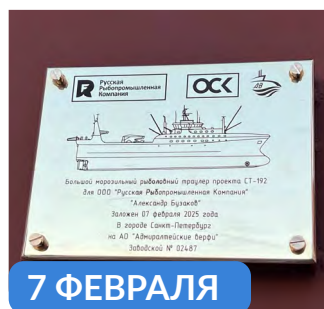 Русская
Рыбопромышленная
Компания
ОСК
Большой морозильный рыболовный траулер проекта СТ-192
для ООО "Русская Рыбопромышленная Компания"
"Александр Бузаков"
Заложен 07 февраля 2025 года
В городе Санкт-Петербург
на АО "Адмиралтейские верфи"
Заводской № 02487
7 ФЕВРАЛЯ